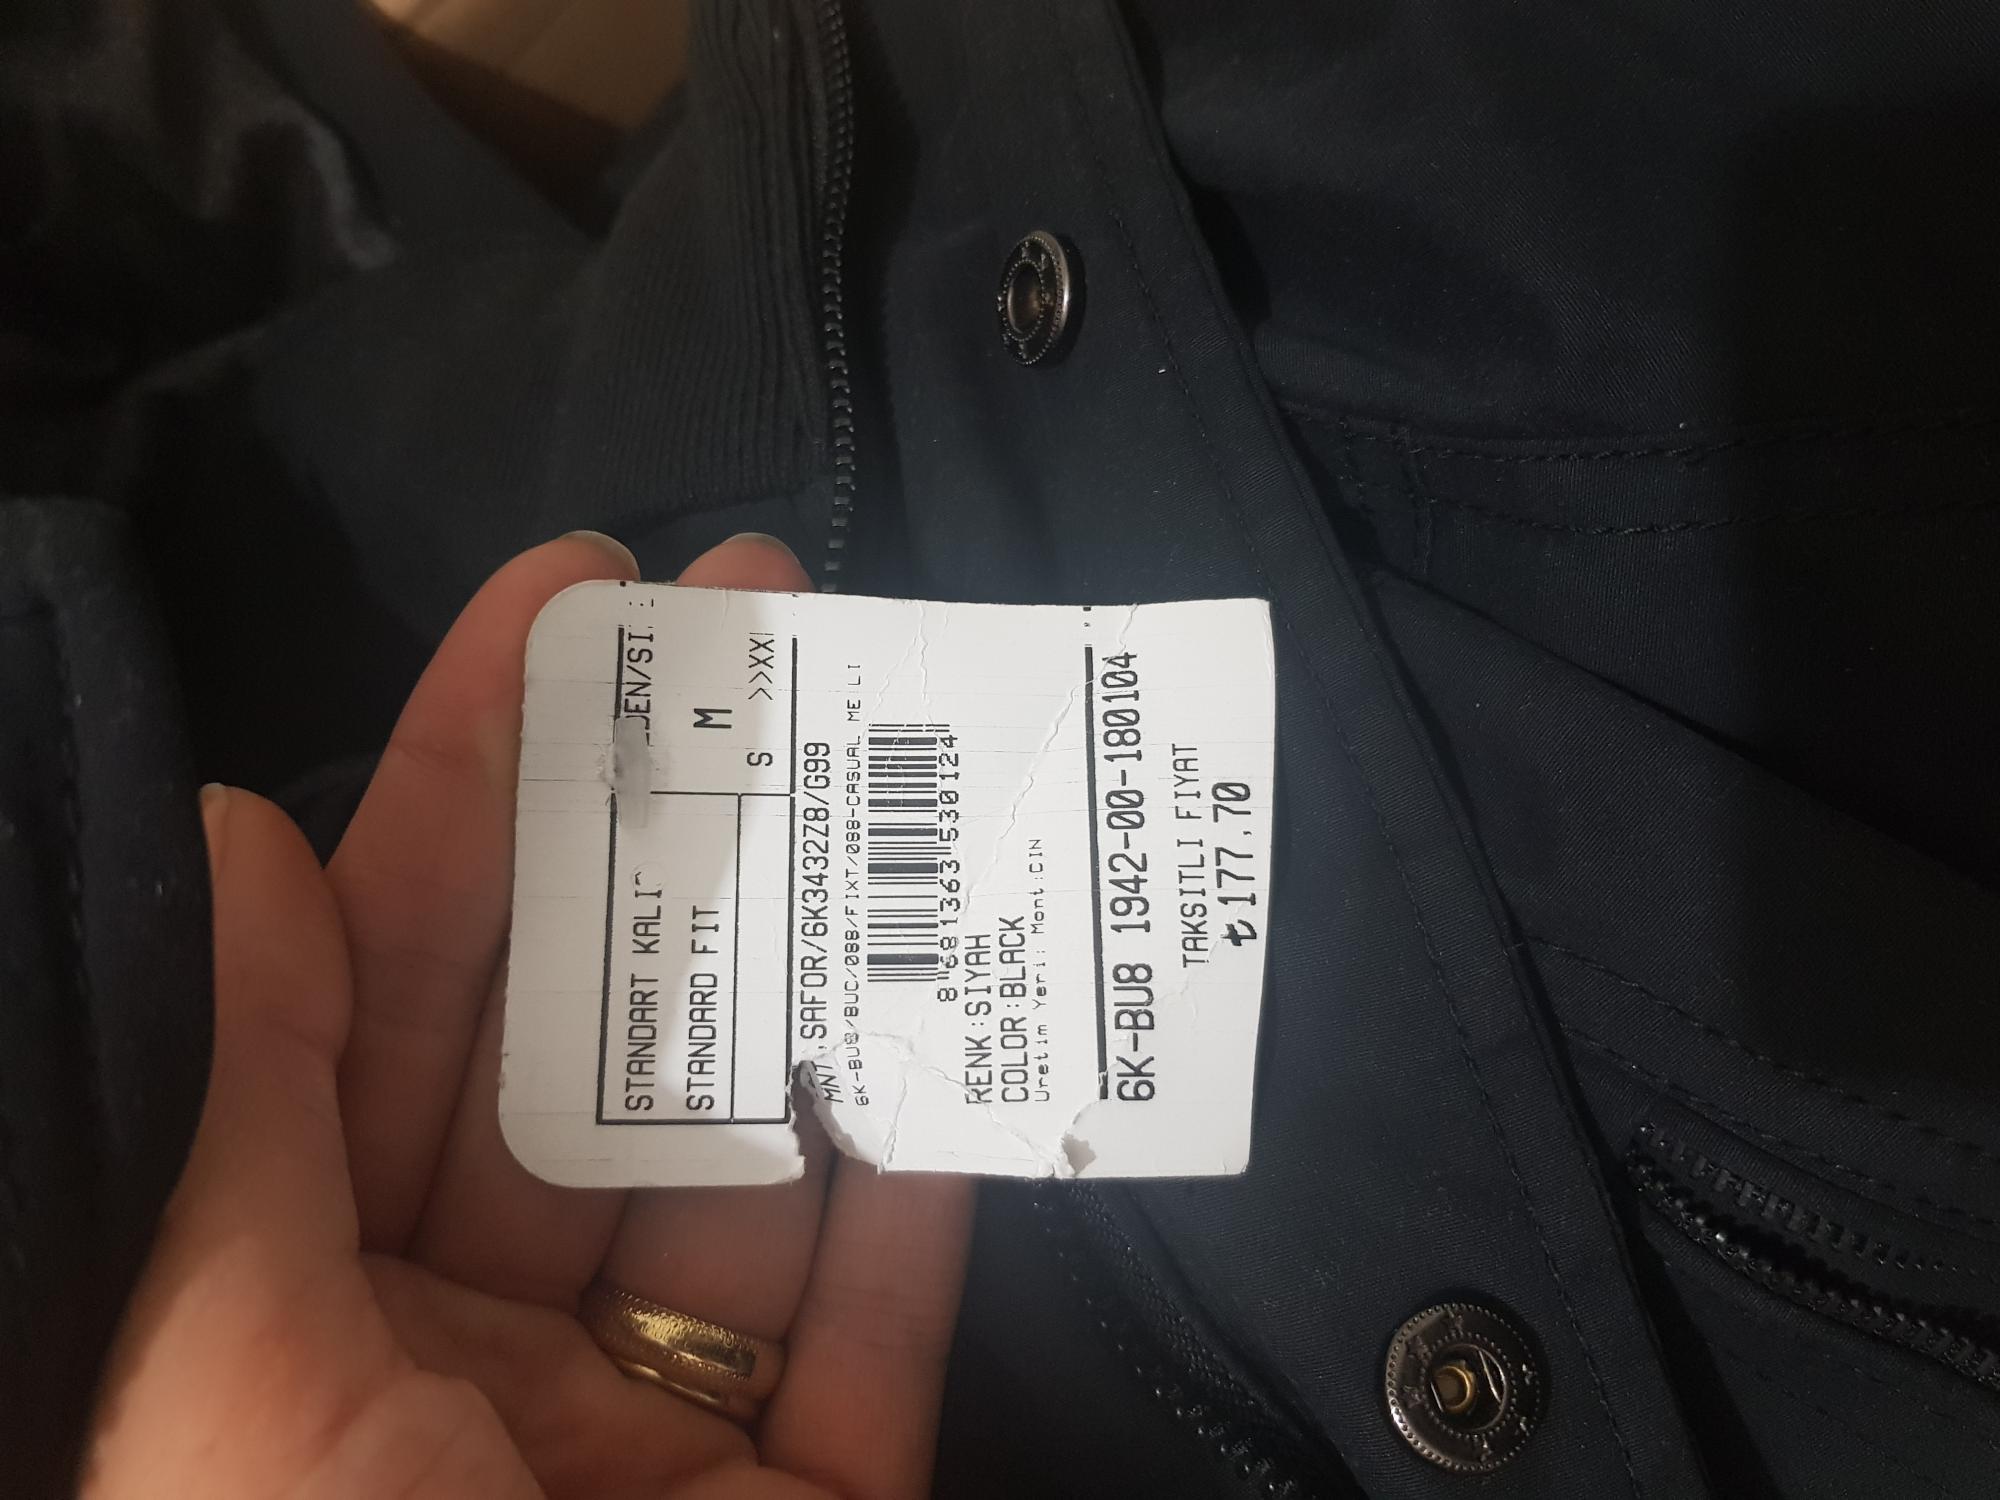 STANDART KALI
STANDARD FIT
M
S >>XX
MNT,SAFOR/6K3432Z8/G99
6K-BU8/BUC/088/FIXT/088-CASUAL ME LI
8 681363 530124
RENK:SIYAH
COLOR:BLACK
Uretim Yeri: Mont:CIN
6K-BU8 1942-00-180104
TAKSITLI FIYAT
₺177.70